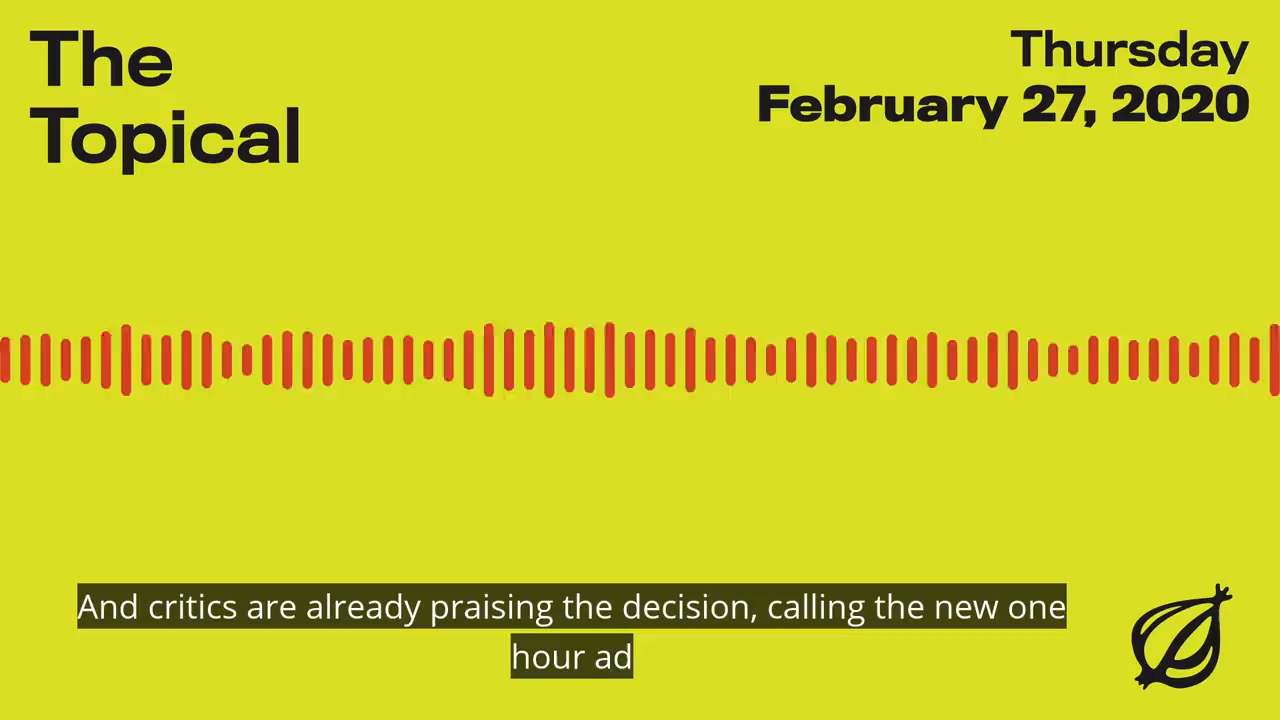 The
Topical
Thursday
February 27, 2020
And critics are already praising the decision, calling the new one
hour ad